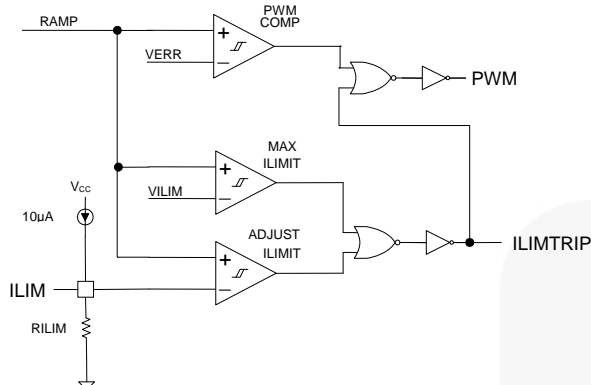 PWM
COMP
RAMP
+
VERR
−
PWM
MAX
ILIMIT
+
VILIM
−
VCC
10µA
ADJUST
ILIMIT
+
ILIMTRIP
ILIM
−
RILIM